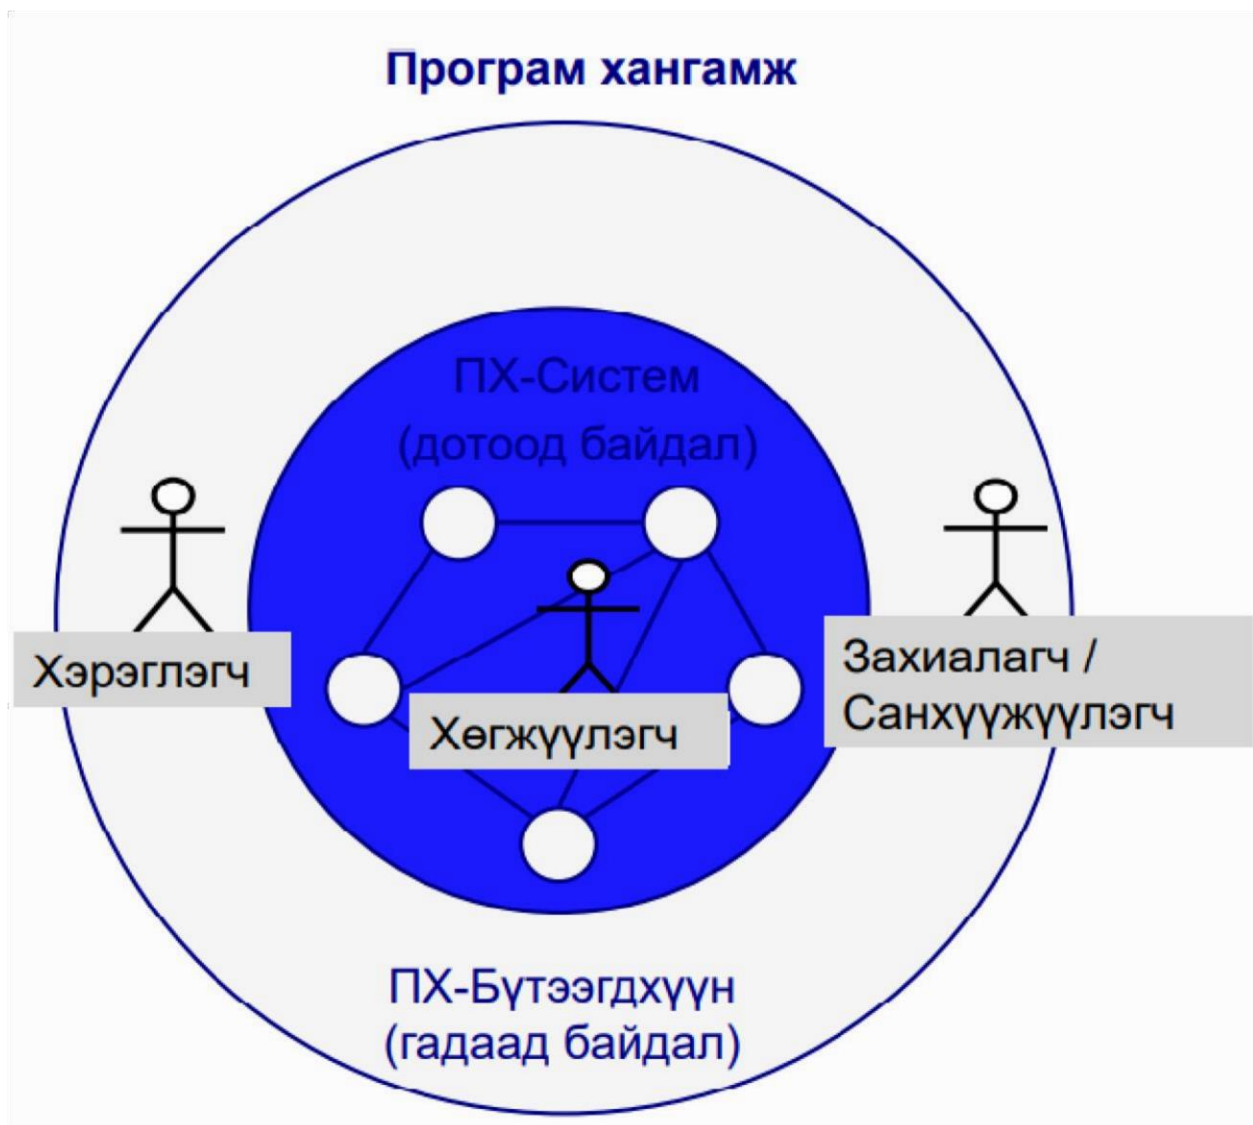 Програм хангамж
ПХ-Систем
(дотоод байдал)
Хэрэглэгч
Хөгжүүлэгч
Захиалагч /
Санхүүжүүлэгч
ПХ-Бүтээгдхүүн
(гадаад байдал)